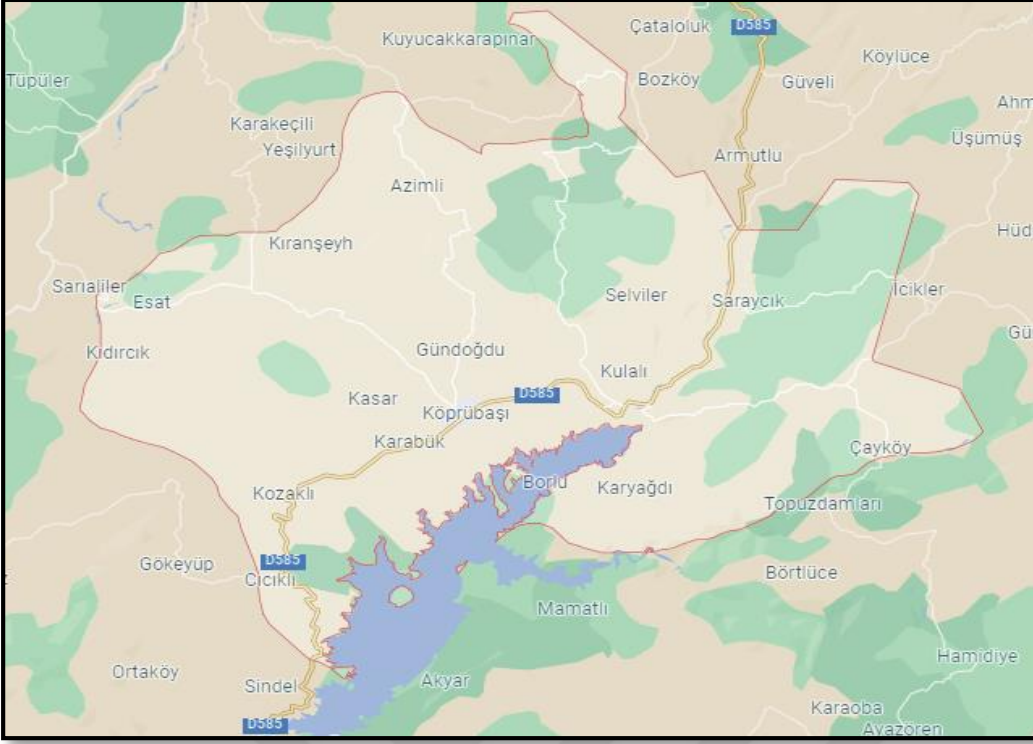 Çataloluk
D585
Kuyucakkarapınar
Köylüce
Tüpüler
Bozköy
Güveli
Ahm
Karakeçili
Üşümüş
Yeşilyurt
Armutlu
Azimli
Hüd
Kıranşeyh
Sarıaliler
Esat
Selviler
Saraycık
İcikler
Gü
Kıdırcık
Gündoğdu
Kulalı
Kasar
D585
Köprübaşı
Karabük
Çayköy
Borlu
Karyağdı
Kozaklı
Topuzdamları
D585
Gökeyüp
Cicikli
Börtlüce
Mamatlı
Hamidiye
Ortaköy
Sindel
Akyar
Karaoba
D585
Ayazören